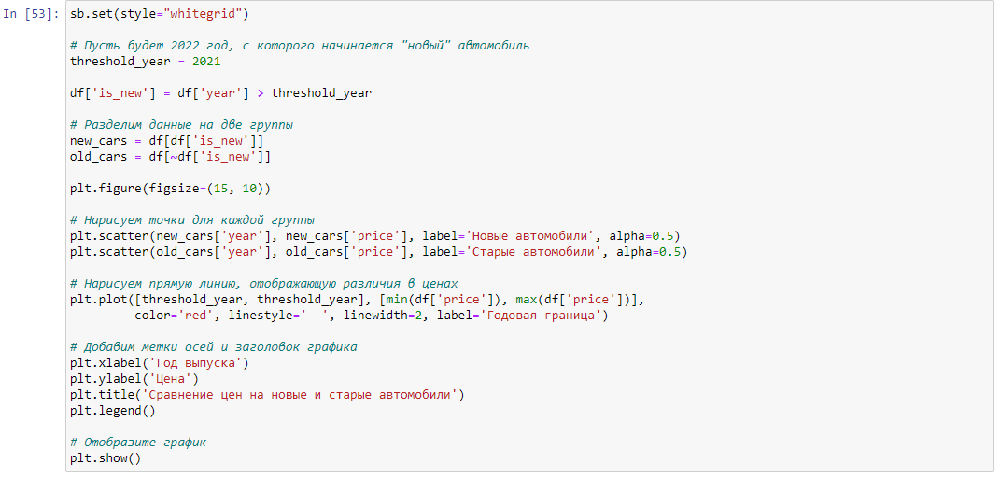 In [53]: sb.set(style="whitegrid")
# Пусть будет 2022 год, с которого начинается "новый" автомобиль
threshold_year = 2021
df['is_new'] = df['year'] > threshold_year
# Разделим данные на две группы
new_cars = df[df['is_new']]
old_cars = df[~df['is_new']]
plt.figure(figsize=(15, 10))
# Нарисуем точки для каждой группы
plt.scatter(new_cars['year'], new_cars['price'], label='Новые автомобили', alpha=0.5)
plt.scatter(old_cars['year'], old_cars['price'], label='Старые автомобили', alpha=0.5)
# Нарисуем прямую линию, отображающую различия в ценах
plt.plot([threshold_year, threshold_year], [min(df['price']), max(df['price'])],
color='red', linestyle='--', linewidth=2, label='Годовая граница')
# Добавим метки осей и заголовок графика
plt.xlabel('Год выпуска')
plt.ylabel('Цена')
plt.title('Сравнение цен на новые и старые автомобили')
plt.legend()
# Отобразите график
plt.show()